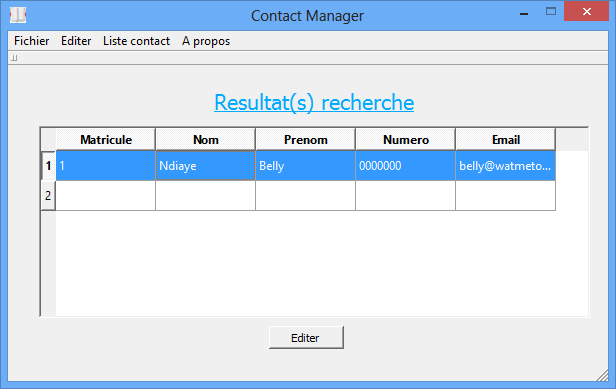 Contact Manager
Fichier Editer Liste contact A propos
Resultat(s) recherche
Matricule Nom Prenom Numero Email
1 1 Ndiaye Belly 0000000 belly@watmeto...
2
Editer